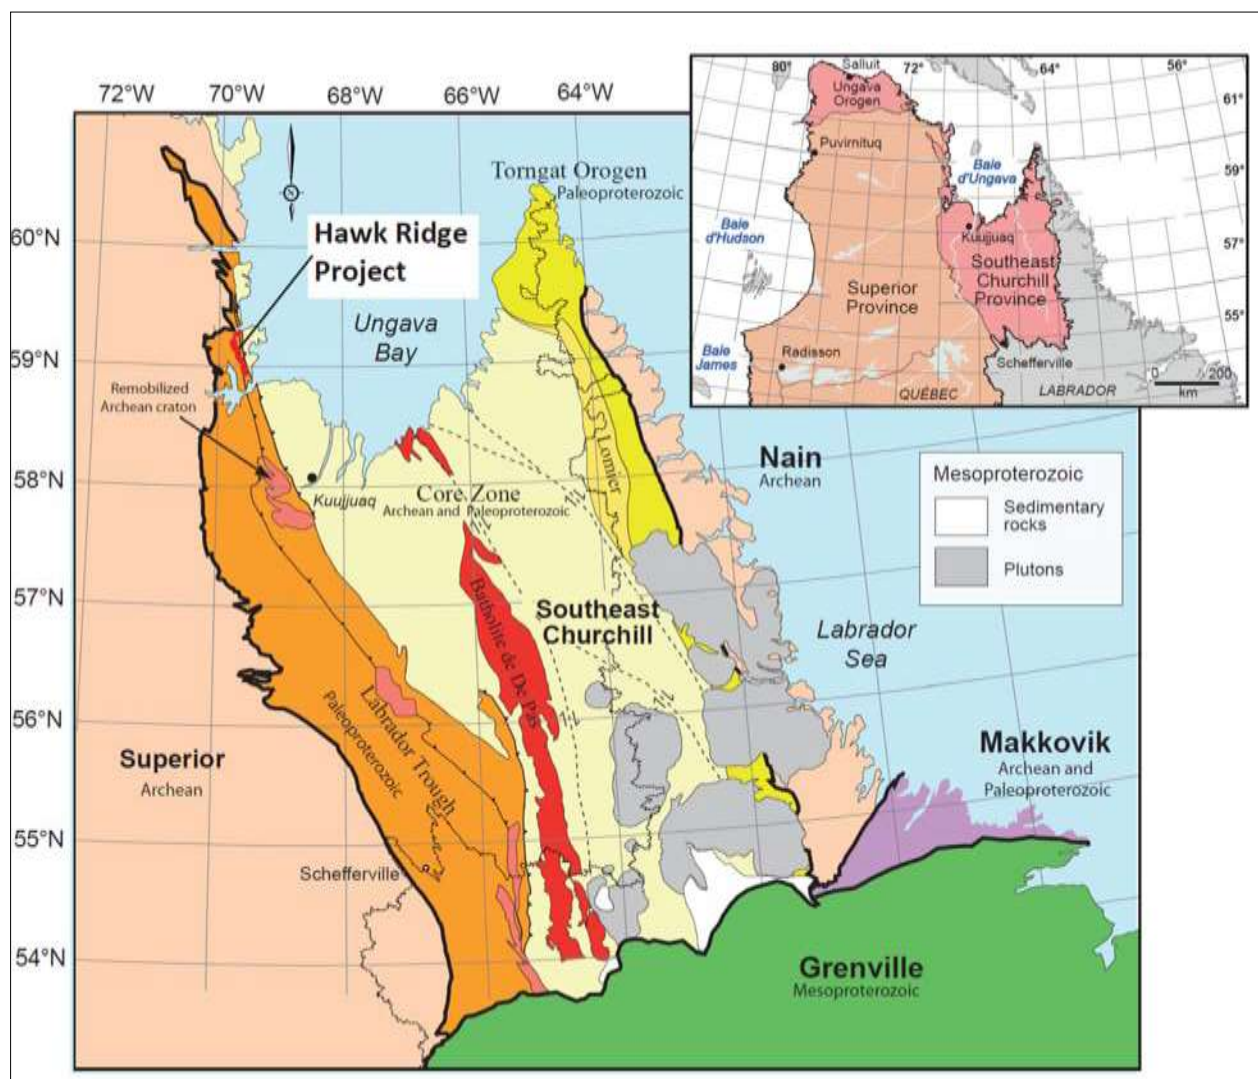 72°W
70°W
68°W
66°W
64°W
60°N
59°N
58°N
57°N
56°N
55°N
54°N
Torngat Orogen
Paleoproterozoic
Hawk Ridge
Project
Ungava
Bay
Remobilized
Archean craton
Kuujjuaq
Core Zone
Archean and Paleoproterozoic
Lomier
Nain
Archean
Batholite de De Pas
Southeast
Churchill
Labrador
Sea
Labrador Trough
Paleoproterozoic
Superior
Archean
Schefferville
Makkovik
Archean and
Paleoproterozoic
Grenville
Mesoproterozoic
Mesoproterozoic
Sedimentary
rocks
Plutons
80°
72°
64°
56°
61°
59°
57°
55°
Salluit
Ungava
Orogen
Puvirnituq
Baie
d'Ungava
Baie
d'Hudson
Kuujjuaq
Southeast
Churchill
Province
Superior
Province
Baie
James
Radisson
Schefferville
QUÉBEC
LABRADOR
0 200
km